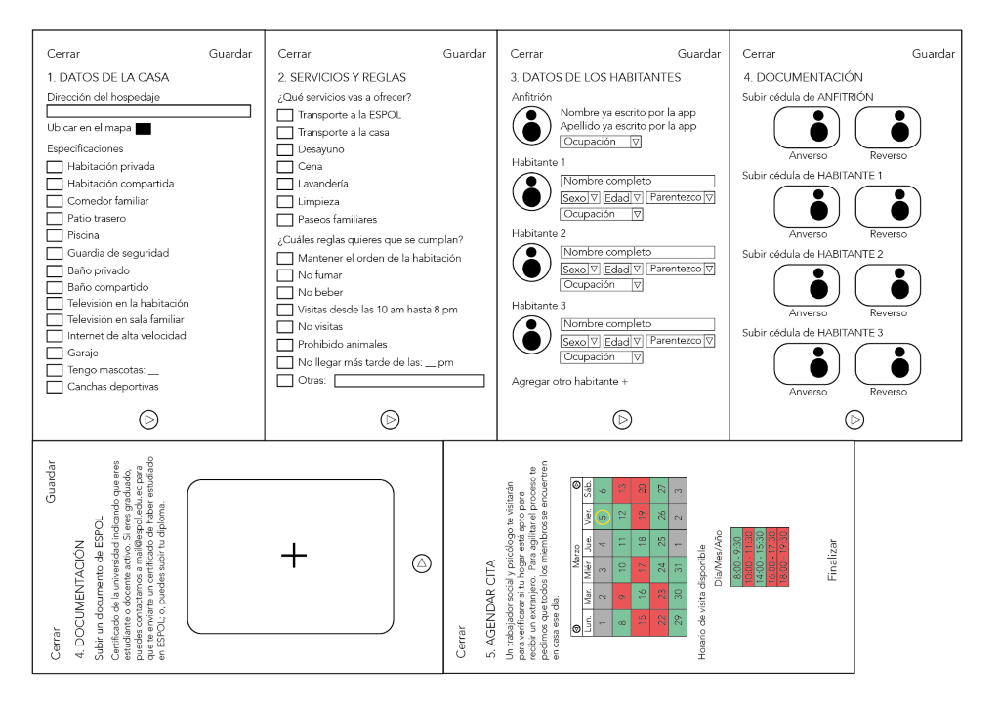 Cerrar Guardar
1. DATOS DE LA CASA
Dirección del hospedaje
Ubicar en el mapa
Especificaciones
Habitación privada
Habitación compartida
Comedor familiar
Patio trasero
Piscina
Guardia de seguridad
Baño privado
Baño compartido
Televisión en la habitación
Televisión en sala familiar
Internet de alta velocidad
Garaje
Tengo mascotas: __
Canchas deportivas
Cerrar Guardar
2. SERVICIOS Y REGLAS
¿Qué servicios vas a ofrecer?
Transporte a la ESPOL
Transporte a la casa
Desayuno
Cena
Lavandería
Limpieza
Paseos familiares
¿Cuáles reglas quieres que se cumplan?
Mantener el orden de la habitación
No fumar
No beber
Visitas desde las 10 am hasta 8 pm
No visitas
Prohibido animales
No llegar más tarde de las: __ pm
Otras:
Cerrar Guardar
3. DATOS DE LOS HABITANTES
Anfitrión
Nombre ya escrito por la app
Apellido ya escrito por la app
Ocupación
Habitante 1
Nombre completo
Sexo Edad Parentezco
Ocupación
Habitante 2
Nombre completo
Sexo Edad Parentezco
Ocupación
Habitante 3
Nombre completo
Sexo Edad Parentezco
Ocupación
Agregar otro habitante +
Cerrar Guardar
4. DOCUMENTACIÓN
Subir cédula de ANFITRIÓN
Anverso Reverso
Subir cédula de HABITANTE 1
Anverso Reverso
Subir cédula de HABITANTE 2
Anverso Reverso
Subir cédula de HABITANTE 3
Anverso Reverso
Cerrar Guardar
4. DOCUMENTACIÓN
Subir un documento de ESPOL
Certificado de la universidad indicando que eres
estudiante o docente activo. Si eres graduado,
puedes contactarnos a mail@espol.edu.ec para
que te enviarte un certificado de haber estudiado
en ESPOL; o, puedes subir tu diploma.
Cerrar
5. AGENDAR CITA
Un trabajador social y psicólogo te visitarán
para verificarar si tu hogar está apto para
recibir un extranjero. Para agilitar el proceso te
pedimos que todos los miembros se encuentren
en casa ese día.
Marzo
Lun. Mar. Miér. Jue. Vier. Sáb.
1 2 3 4 5 6
8 9 10 11 12 13
15 16 17 18 19 20
22 23 24 25 26 27
29 30 31 1 2 3
Horario de visita disponible
Día/Mes/Año
8:00 - 9:30
10:00 - 11:30
14:00 - 15:30
16:00 - 17:30
18:00 - 19:30
Finalizar